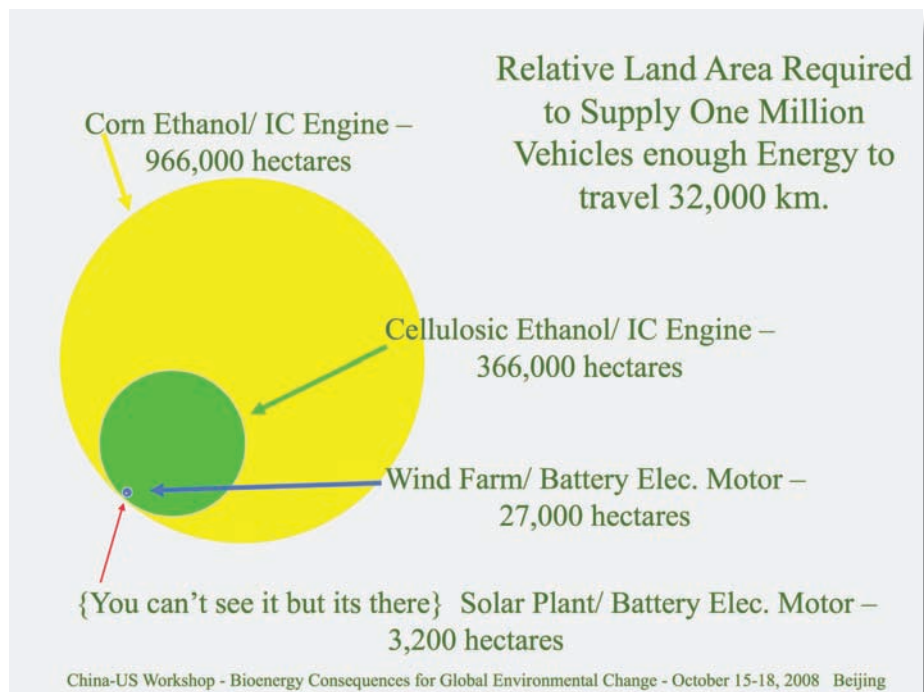 Relative Land Area Required
to Supply One Million
Vehicles enough Energy to
travel 32,000 km.
Corn Ethanol/ IC Engine –
966,000 hectares
Cellulosic Ethanol/ IC Engine –
366,000 hectares
Wind Farm/ Battery Elec. Motor –
27,000 hectares
{You can't see it but its there} Solar Plant/ Battery Elec. Motor –
3,200 hectares
China-US Workshop - Bioenergy Consequences for Global Environmental Change - October 15-18, 2008 Beijing